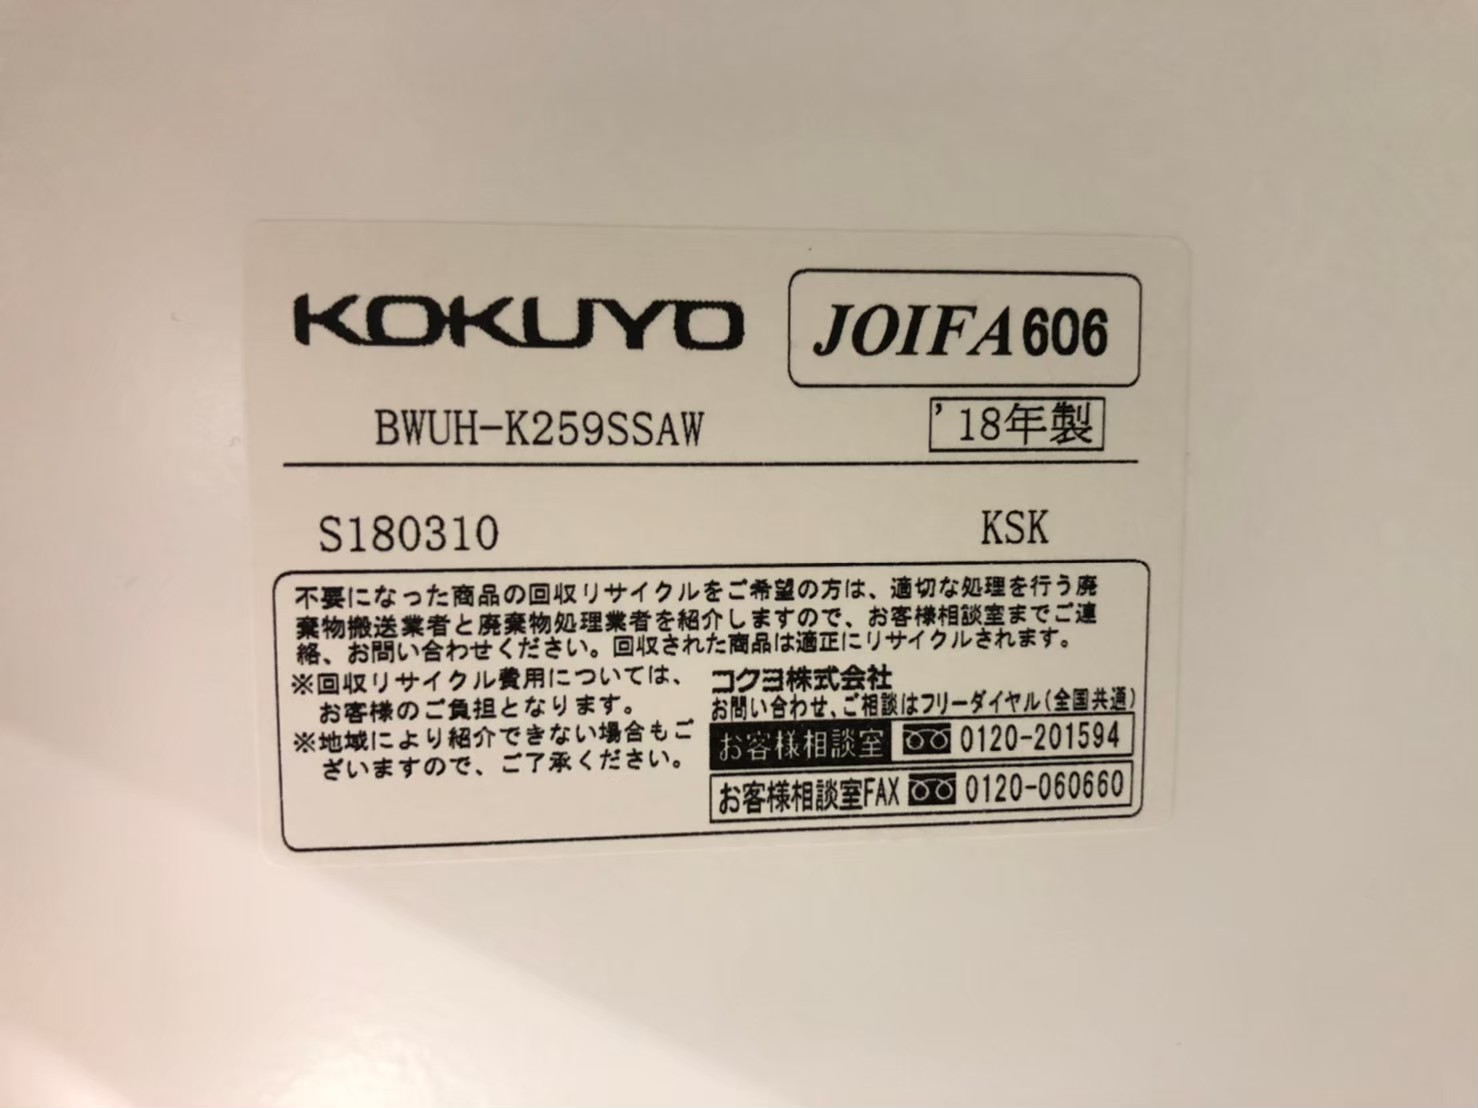 KOKUYO
JOIFA606
BWUH-K259SSAW
'18年製
S180310
KSK
不要になった商品の回収リサイクルをご希望の方は、適切な処理を行う廃
棄物搬送業者と廃棄物処理業者を紹介しますので、お客様相談室までご連
絡、お問い合わせください。回収された商品は適正にリサイクルされます。
※回収リサイクル費用については、
お客様のご負担となります。
※地域により紹介できない場合もご
ざいますので、ご了承ください。
コクヨ株式会社
お問い合わせ、ご相談はフリーダイヤル(全国共通)
お客様相談室 0120-201594
お客様相談室FAX 0120-060660